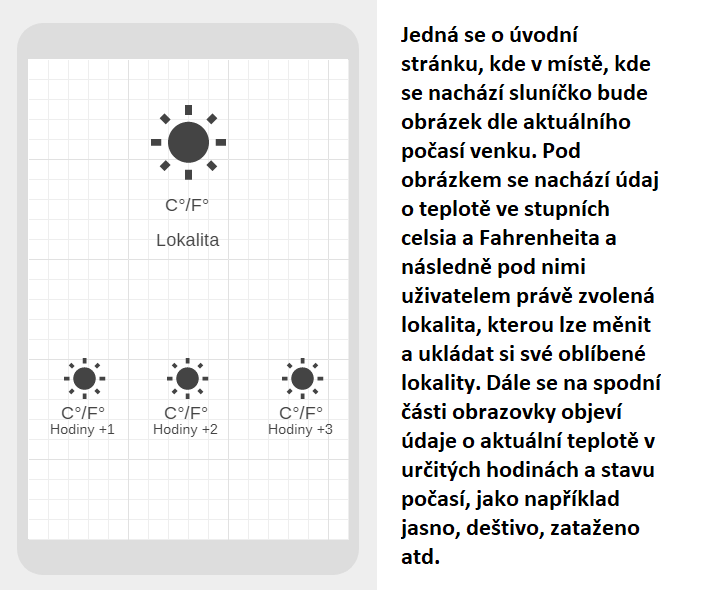 C°/F°
Lokalita
C°/F°
Hodiny +1
C°/F°
Hodiny +2
C°/F°
Hodiny +3
Jedná se o úvodní
stránku, kde v místě, kde
se nachází sluníčko bude
obrázek dle aktuálního
počasí venku. Pod
obrázkem se nachází údaj
o teplotě ve stupních
celsia a Fahrenheita a
následně pod nimi
uživatelem právě zvolená
lokalita, kterou lze měnit
a ukládat si své oblíbené
lokality. Dále se na spodní
části obrazovky objeví
údaje o aktuální teplotě v
určitých hodinách a stavu
počasí, jako například
jasno, deštivo, zataženo
atd.